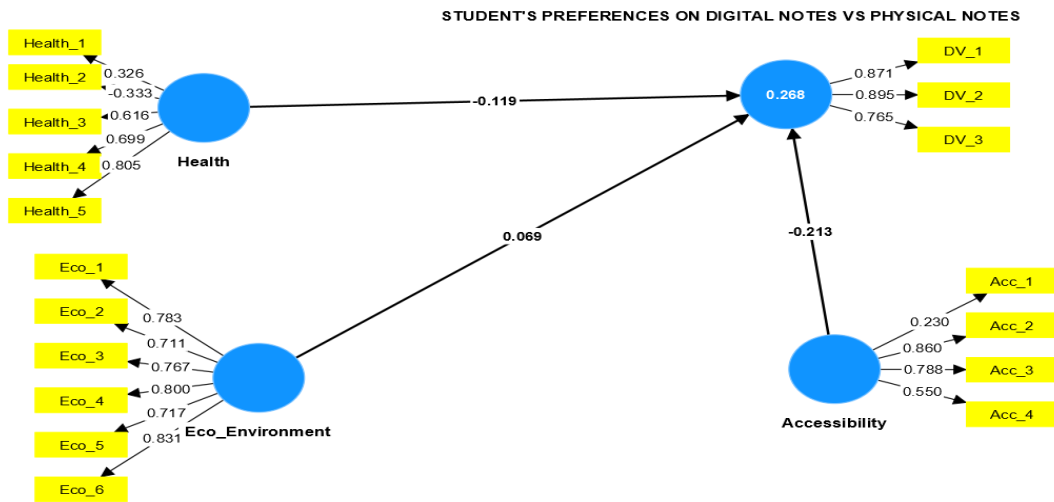 STUDENT'S PREFERENCES ON DIGITAL NOTES VS PHYSICAL NOTES
Health_1
Health_2
Health_3
Health_4
Health_5
0.326
-0.333
0.616
0.699
0.805
Health
-0.119
0.268
0.871
0.895
0.765
DV_1
DV_2
DV_3
0.069
-0.213
Eco_1
Eco_2
Eco_3
Eco_4
Eco_5
Eco_6
0.783
0.711
0.767
0.800
0.717
0.831
Eco_Environment
Accessibility
0.230
0.860
0.788
0.550
Acc_1
Acc_2
Acc_3
Acc_4